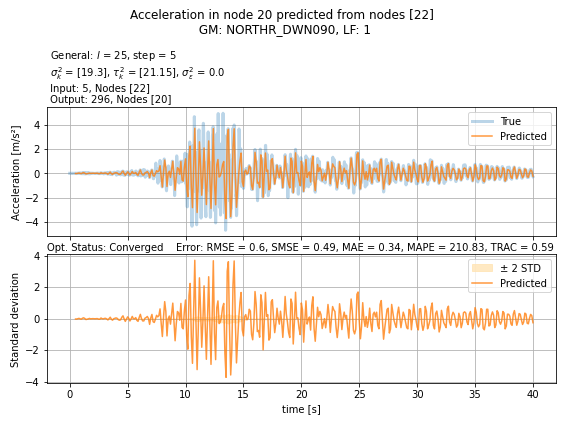 Acceleration in node 20 predicted from nodes [22]
GM: NORTHR_DWN090, LF: 1
General: l = 25, step = 5
σ²ₖ = [19.3], τ²ₖ = [21.15], σ²ε = 0.0
Input: 5, Nodes [22]
Output: 296, Nodes [20]
Acceleration [m/s²]
4
2
0
−2
−4
True
Predicted
Opt. Status: Converged Error: RMSE = 0.6, SMSE = 0.49, MAE = 0.34, MAPE = 210.83, TRAC = 0.59
Standard deviation
4
2
0
−2
−4
± 2 STD
Predicted
0 5 10 15 20 25 30 35 40
time [s]